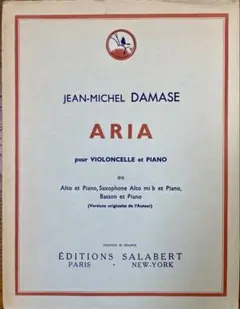 JEAN-MICHEL DAMASE
ARIA
pour VIOLONCELLE et PIANO
ou
Alto et Piano, Saxophone Alto mi b et Piano,
Basson et Piano
(Versions originales de l'Auteur)
ÉDITIONS SALABERT
PARIS - NEW-YORK